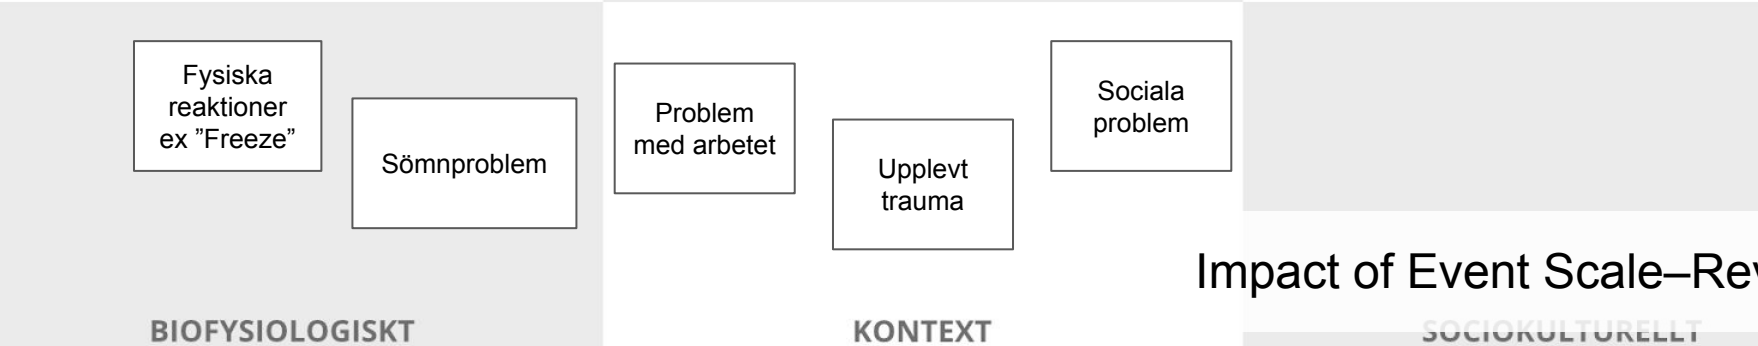 Fysiska
reaktioner
ex ”Freeze”
Sömnproblem
Problem
med arbetet
Upplevt
trauma
Sociala
problem
Impact of Event Scale–Rev
BIOFYSIOLOGISKT
KONTEXT
SOCIOKULTURELLT